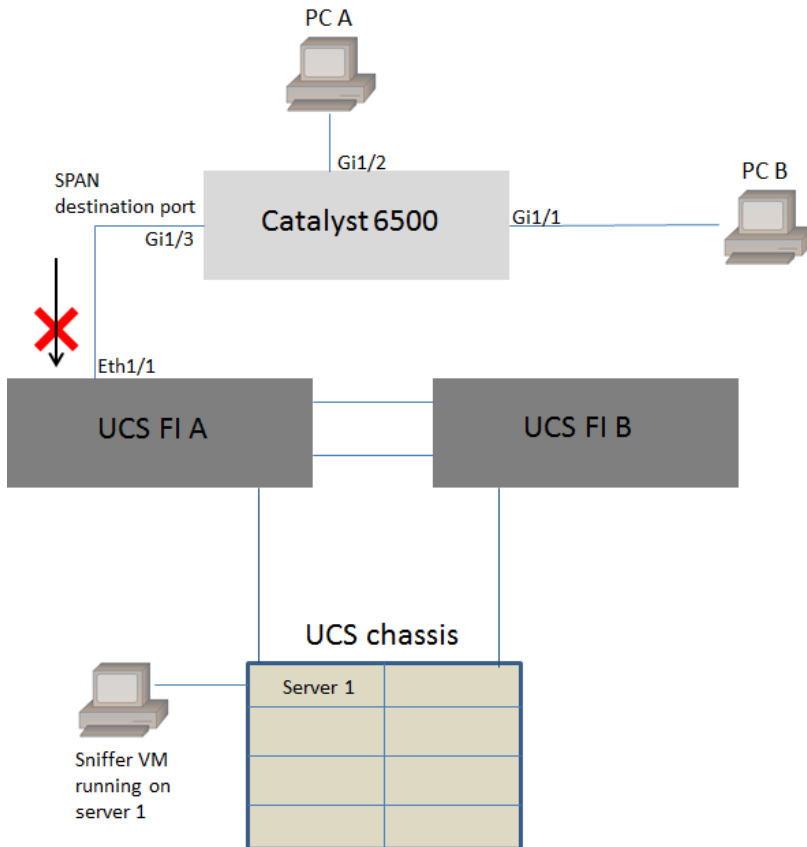 PC A
Gi1/2
SPAN
destination port
Catalyst 6500
PC B
Gi1/1
Gi1/3
Eth1/1
UCS FI A
UCS FI B
UCS chassis
Server 1
Sniffer VM
running on
server 1